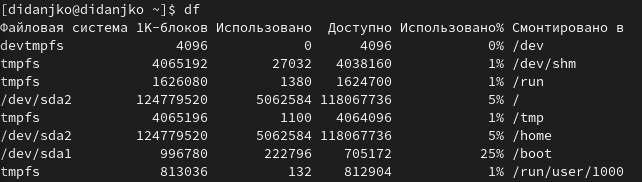 [didanjko@didanjko ~]$ df
Файловая система 1K-блоков Использовано Доступно Использовано% Смонтировано в
devtmpfs 4096 0 4096 0% /dev
tmpfs 4065192 27032 4038160 1% /dev/shm
tmpfs 1626080 1380 1624700 1% /run
/dev/sda2 124779520 5062584 118067736 5% /
tmpfs 4065196 1100 4064096 1% /tmp
/dev/sda2 124779520 5062584 118067736 5% /home
/dev/sda1 996780 222796 705172 25% /boot
tmpfs 813036 132 812904 1% /run/user/1000